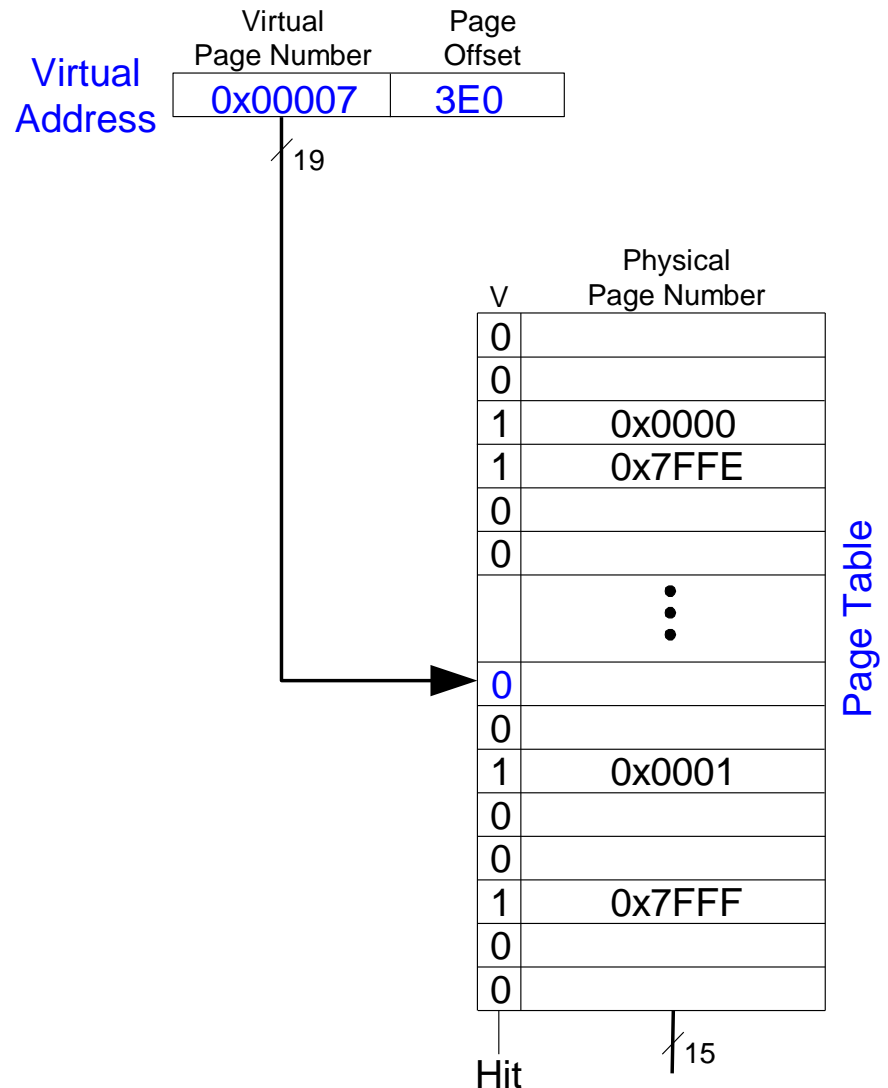 Virtual
Page Number
Page
Offset
Virtual
Address
0x00007
3E0
19
Physical
Page Number
V
0
0
1 0x0000
1 0x7FFE
0
0
0
0
1 0x0001
0
0
1 0x7FFF
0
0
Page Table
Hit
15